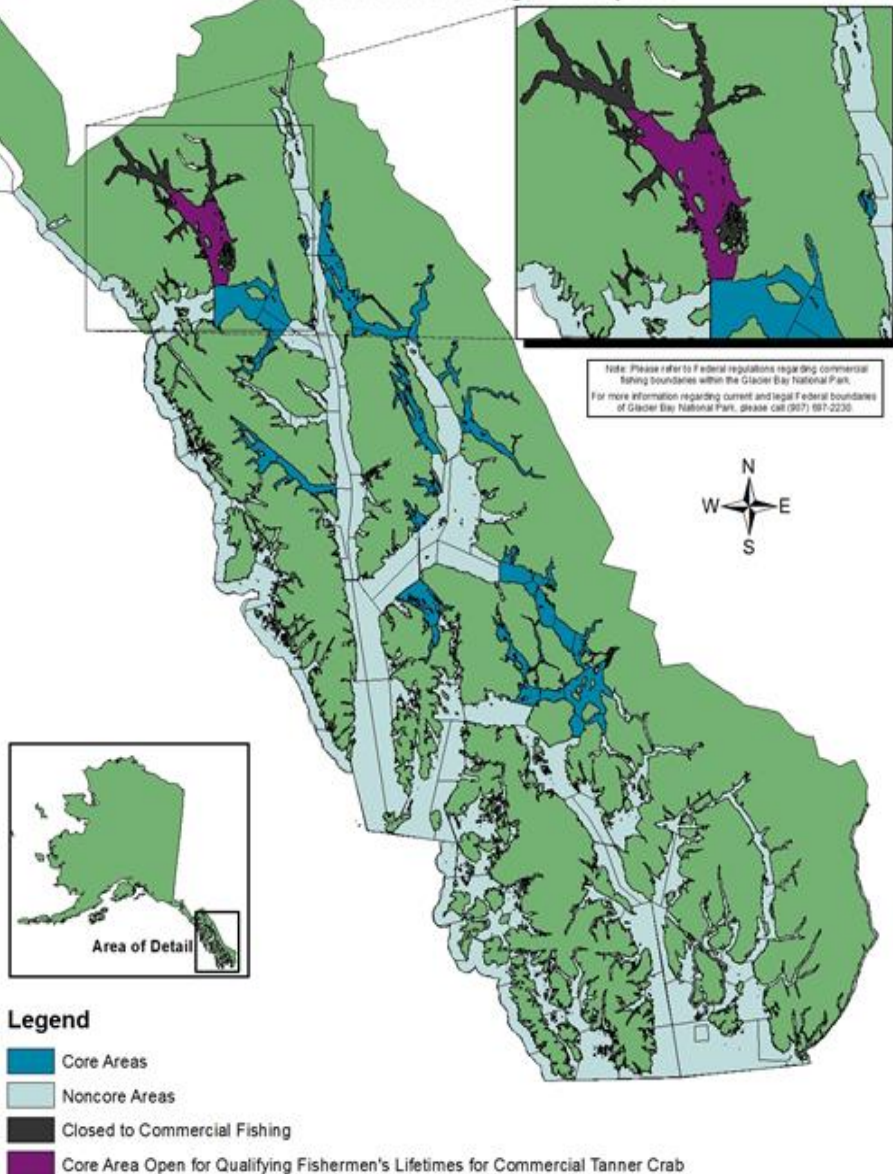 Note: Please refer to Federal regulations regarding commercial
fishing boundaries within the Glacier Bay National Park.
For more information regarding current and legal Federal boundaries
of Glacier Bay National Park, please call (907) 697-2230.
N
W E
S
Area of Detail
Legend
Core Areas
Noncore Areas
Closed to Commercial Fishing
Core Area Open for Qualifying Fishermen's Lifetimes for Commercial Tanner Crab